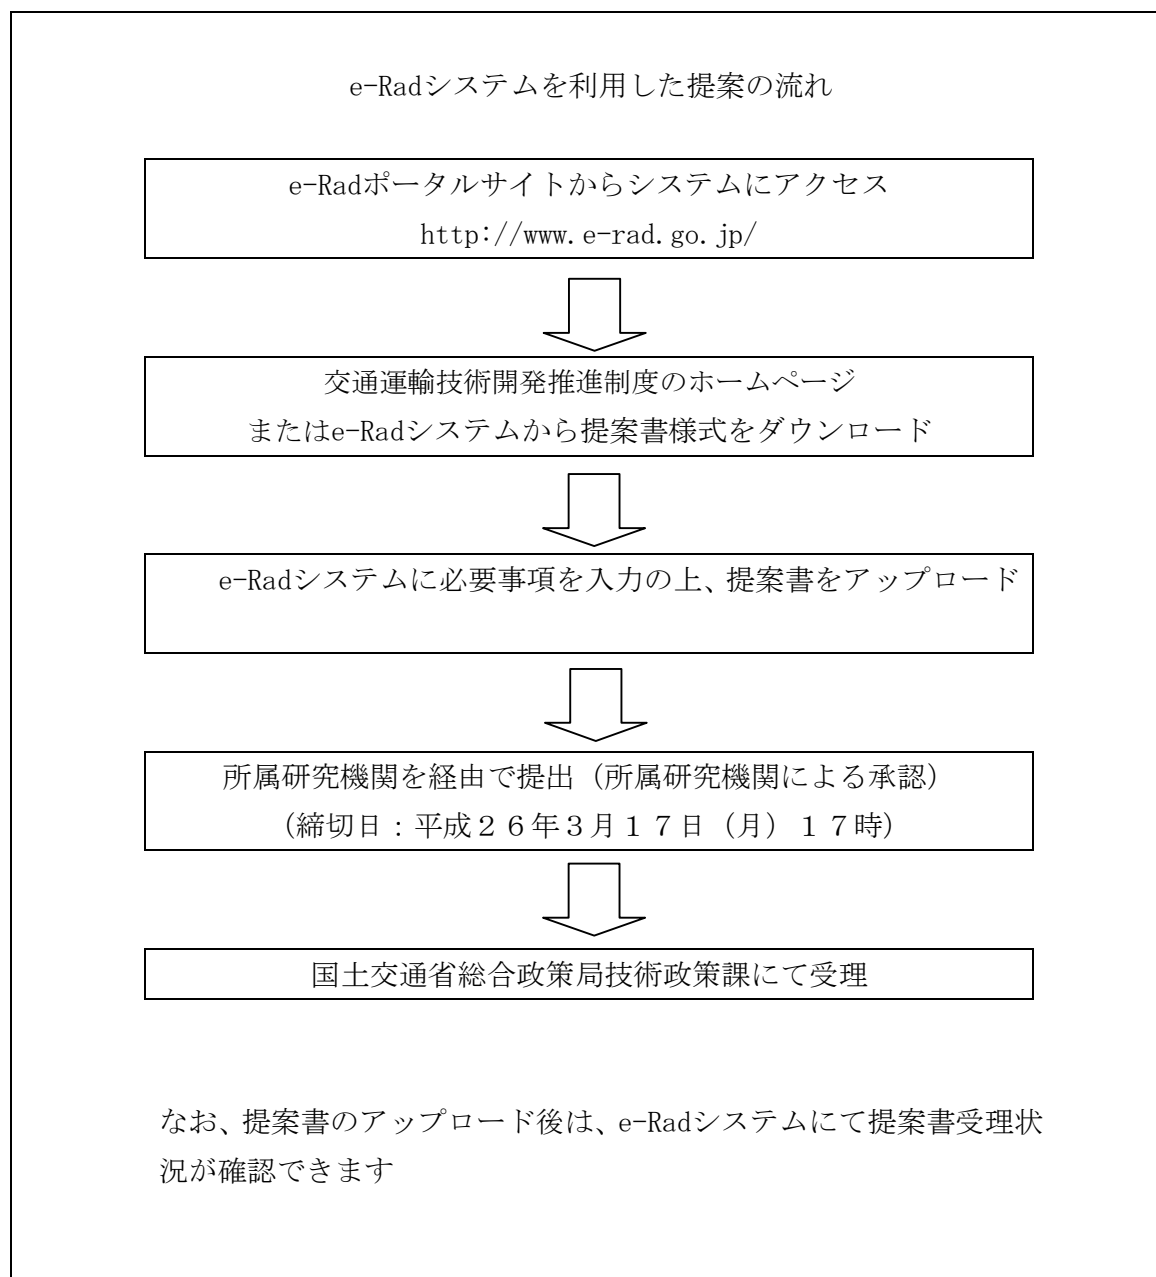 e-Radシステムを利用した提案の流れ
e-Radポータルサイトからシステムにアクセス
http://www.e-rad.go.jp/
交通運輸技術開発推進制度のホームページ
またはe-Radシステムから提案書様式をダウンロード
e-Radシステムに必要事項を入力の上、提案書をアップロード
所属研究機関を経由で提出（所属研究機関による承認）
（締切日：平成２６年３月１７日（月）１７時）
国土交通省総合政策局技術政策課にて受理
なお、提案書のアップロード後は、e-Radシステムにて提案書受理状
況が確認できます